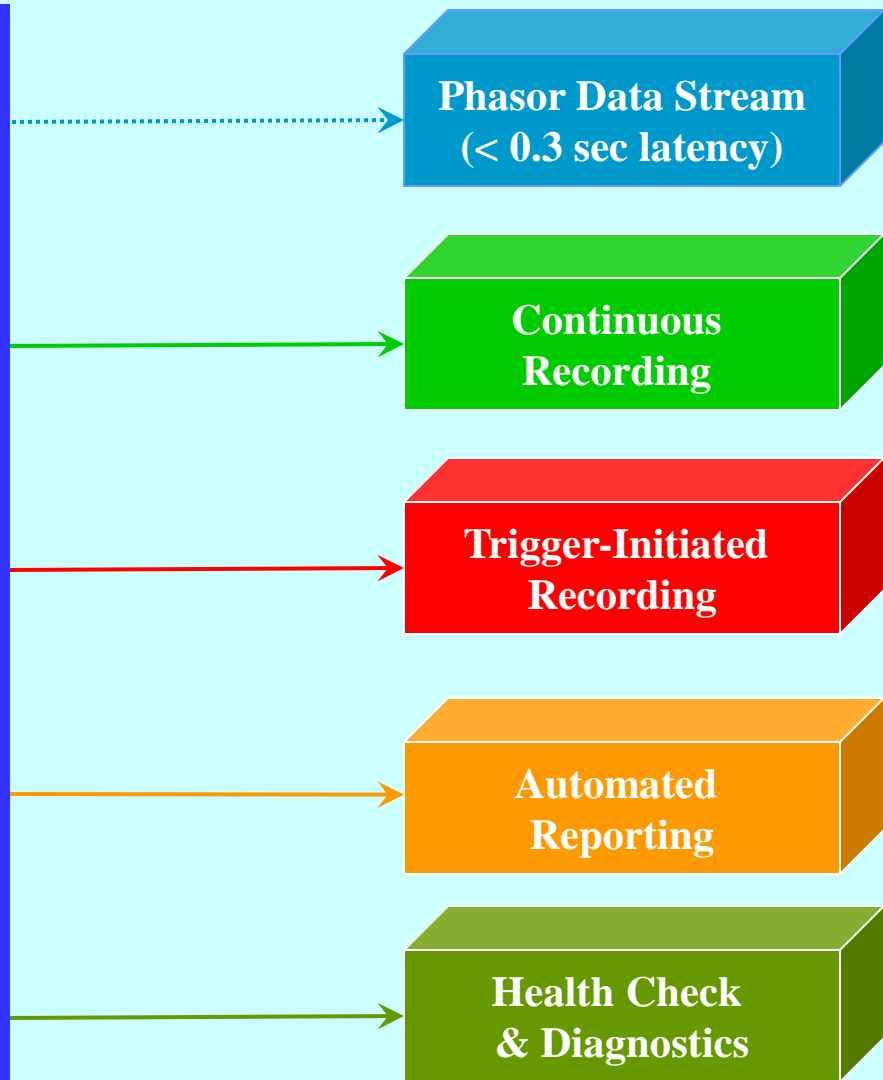 Phasor Data Stream
(< 0.3 sec latency)
Continuous
Recording
Trigger-Initiated
Recording
Automated
Reporting
Health Check
& Diagnostics